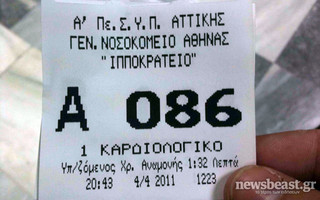 Α' Πε.Σ.Υ.Π. ΑΤΤΙΚΗΣ
ΓΕΝ. ΝΟΣΟΚΟΜΕΙΟ ΑΘΗΝΑΣ
"ΙΠΠΟΚΡΑΤΕΙΟ"
Α 086
1 ΚΑΡΔΙΟΛΟΓΙΚΟ
Υπ/ζόμενος Χρ. Αναμονής 1:32 Λεπτά
20:43 4/4 2011 1223
newsbeast.gr